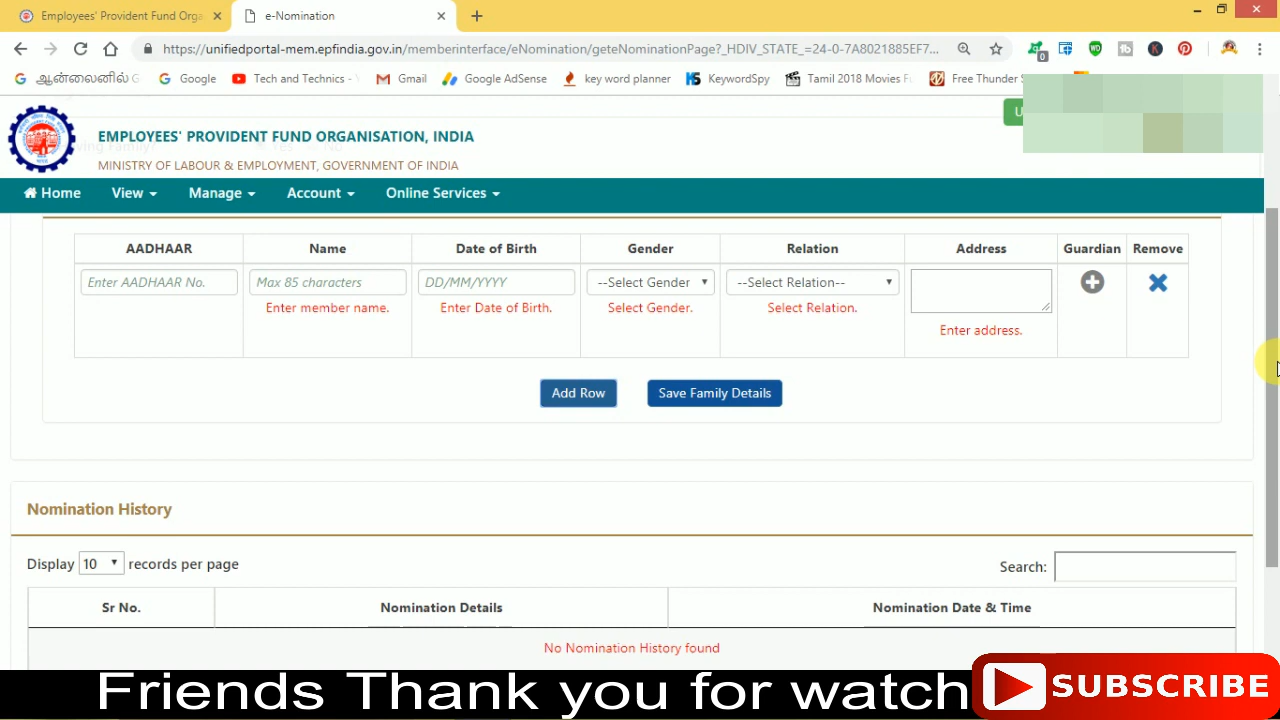 Employees' Provident Fund Orga
e-Nomination
https://unifiedportal-mem.epfindia.gov.in/memberinterface/eNomination/geteNominationPage?_HDIV_STATE_=24-0-7A8021885EF7...
ஆன்லைனில் G
Google
Tech and Technics -
Gmail
Google AdSense
key word planner
KeywordSpy
Tamil 2018 Movies Fu
Free Thunder S
EMPLOYEES' PROVIDENT FUND ORGANISATION, INDIA
MINISTRY OF LABOUR & EMPLOYMENT, GOVERNMENT OF INDIA
U
Home View Manage Account Online Services
AADHAAR Name Date of Birth Gender Relation Address Guardian Remove
Enter AADHAAR No. Max 85 characters DD/MM/YYYY --Select Gender --Select Relation--
Enter member name. Enter Date of Birth. Select Gender. Select Relation.
Enter address.
Add Row Save Family Details
Nomination History
Display 10 records per page Search:
Sr No. Nomination Details Nomination Date & Time
No Nomination History found
Friends Thank you for watch
SUBSCRIBE